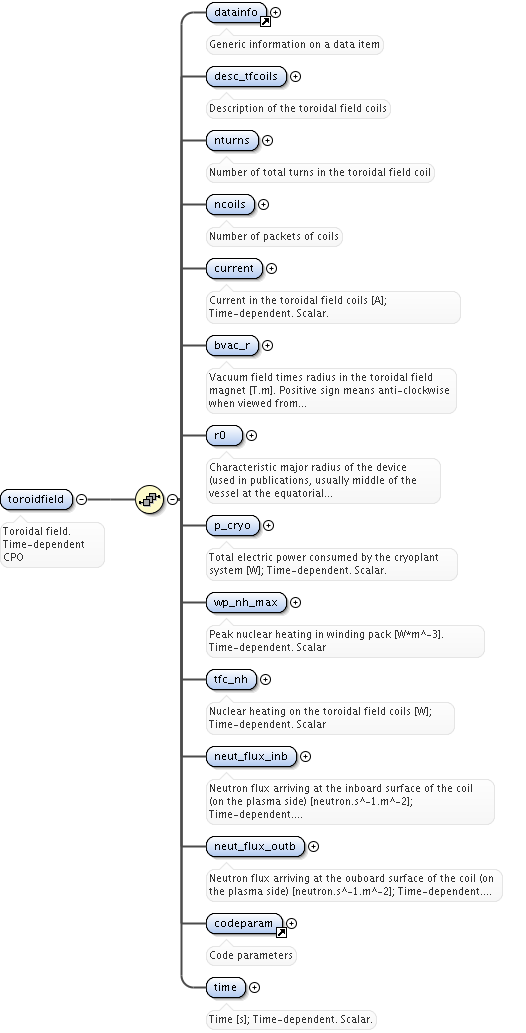 datainfo
Generic information on a data item
desc_tfcoils
Description of the toroidal field coils
nturns
Number of total turns in the toroidal field coil
ncoils
Number of packets of coils
current
Current in the toroidal field coils [A];
Time-dependent. Scalar.
bvac_r
Vacuum field times radius in the toroidal field
magnet [T.m]. Positive sign means anti-clockwise
when viewed from...
r0
Characteristic major radius of the device
(used in publications, usually middle of the
vessel at the equatorial...
toroidfield
Toroidal field.
Time-dependent
CPO
p_cryo
Total electric power consumed by the cryoplant
system [W]; Time-dependent. Scalar.
wp_nh_max
Peak nuclear heating in winding pack [W*m^-3].
Time-dependent. Scalar
tfc_nh
Nuclear heating on the toroidal field coils [W];
Time-dependent. Scalar
neut_flux_inb
Neutron flux arriving at the inboard surface of the coil
(on the plasma side) [neutron.s^-1.m^-2];
Time-dependent....
neut_flux_outb
Neutron flux arriving at the ouboard surface of the coil (on
the plasma side) [neutron.s^-1.m^-2]; Time-dependent....
codeparam
Code parameters
time
Time [s]; Time-dependent. Scalar.